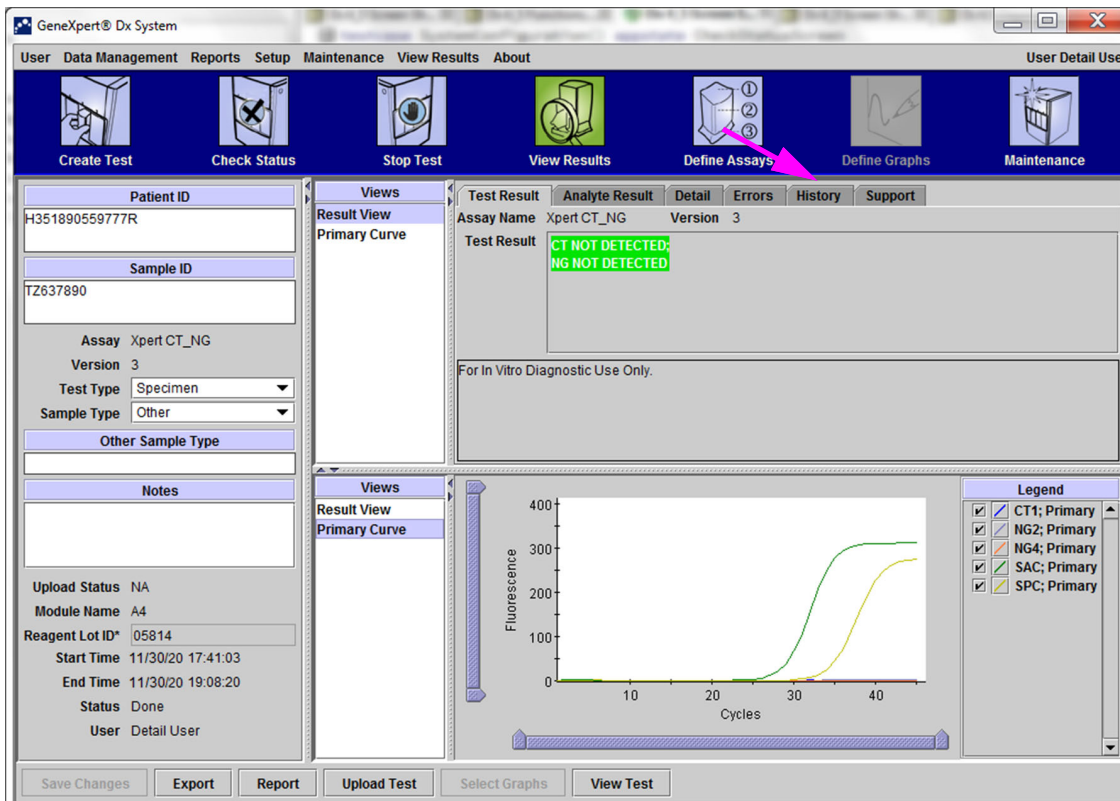 GeneXpert® Dx System
User Data Management Reports Setup Maintenance View Results About User Detail Use
① ② ③
Create Test Check Status Stop Test View Results Define Assays Define Graphs Maintenance
Patient ID
H351890559777R
Sample ID
TZ637890
Assay Xpert CT_NG
Version 3
Test Type Specimen
Sample Type Other
Other Sample Type
Notes
Upload Status NA
Module Name A4
Reagent Lot ID* 05814
Start Time 11/30/20 17:41:03
End Time 11/30/20 19:08:20
Status Done
User Detail User
Views
Result View
Primary Curve
Test Result Analyte Result Detail Errors History Support
Assay Name Xpert CT_NG Version 3
Test Result CT NOT DETECTED;
NG NOT DETECTED
For In Vitro Diagnostic Use Only.
Views
Result View
Primary Curve
Fluorescence
400
300
200
100
0
10 20 30 40
Cycles
Legend
CT1; Primary
NG2; Primary
NG4; Primary
SAC; Primary
SPC; Primary
Save Changes Export Report Upload Test Select Graphs View Test